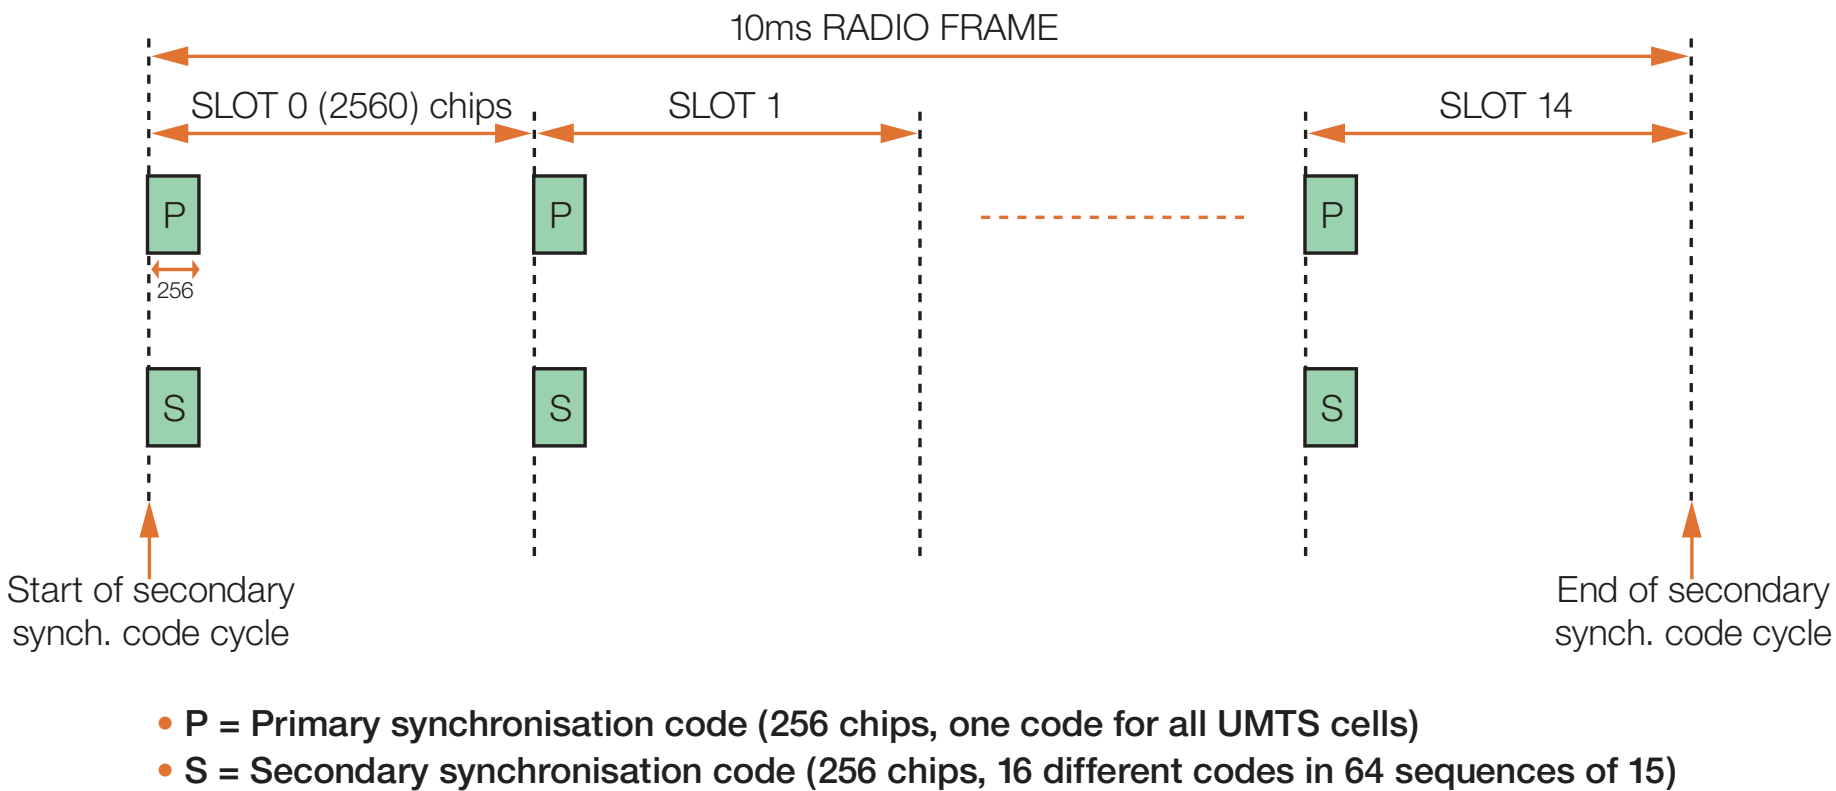 10ms RADIO FRAME
SLOT 0 (2560) chips
SLOT 1
SLOT 14
P
P
P
256
S
S
S
Start of secondary
synch. code cycle
End of secondary
synch. code cycle
• P = Primary synchronisation code (256 chips, one code for all UMTS cells)
• S = Secondary synchronisation code (256 chips, 16 different codes in 64 sequences of 15)